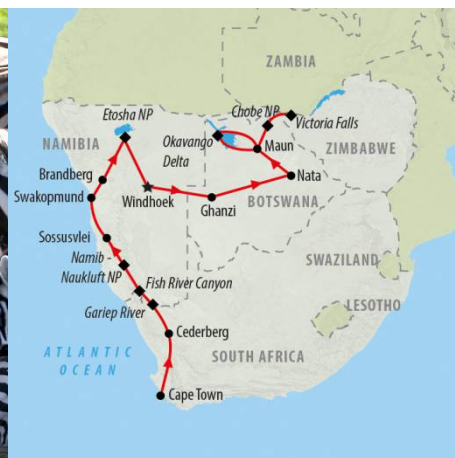 ZAMBIA
Etosha NP
Chobe NP
Victoria Falls
NAMIBIA
Okavango
Delta
Maun
ZIMBABWE
Brandberg
Nata
Swakopmund
Windhoek
Ghanzi
BOTSWANA
Sossusvlei
Namib -
Naukluft NP
SWAZILAND
Fish River Canyon
Gariep River
LESOTHO
Cederberg
ATLANTIC
OCEAN
SOUTH AFRICA
Cape Town